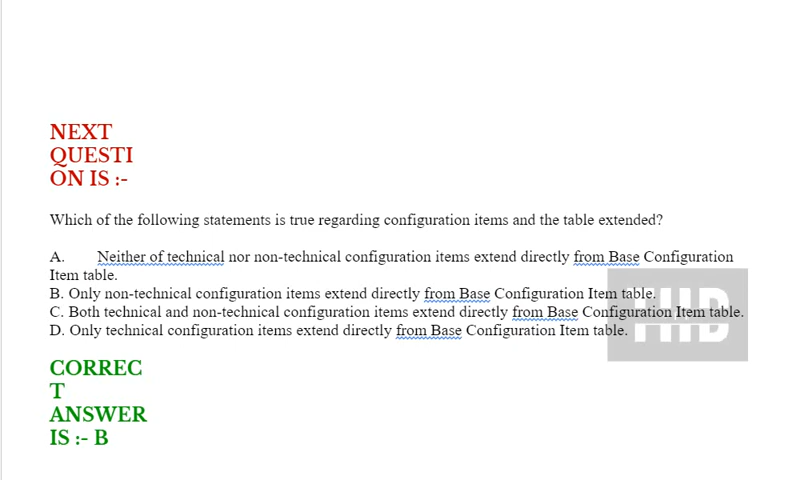 NEXT
QUESTI
ON IS :-
Which of the following statements is true regarding configuration items and the table extended?
A. Neither of technical nor non-technical configuration items extend directly from Base Configuration
Item table.
B. Only non-technical configuration items extend directly from Base Configuration Item table.
C. Both technical and non-technical configuration items extend directly from Base Configuration Item table.
D. Only technical configuration items extend directly from Base Configuration Item table.
CORREC
T
ANSWER
IS :- B